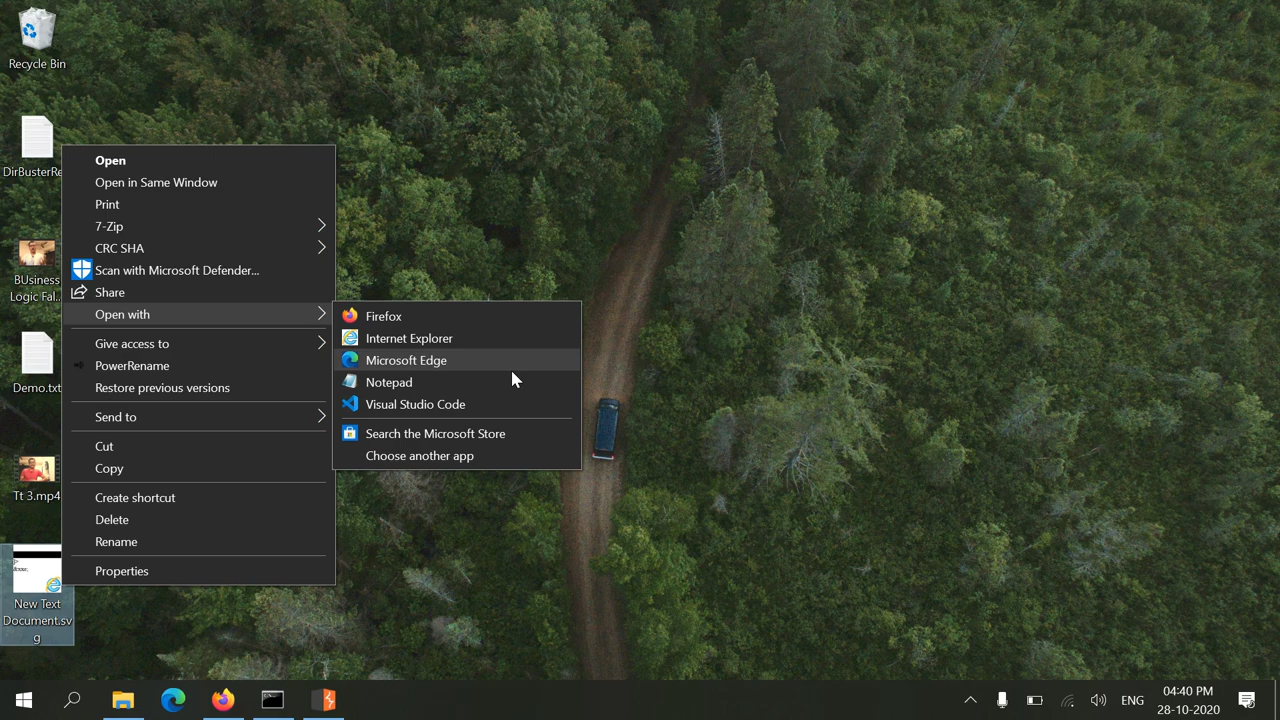 Recycle Bin
DirBusterRe
BUsiness
Logic Fal...
Demo.txt
Tt 3.mp4
New Text
Document.sv
g
Open
Open in Same Window
Print
7-Zip
CRC SHA
Scan with Microsoft Defender...
Share
Open with
Give access to
PowerRename
Restore previous versions
Send to
Cut
Copy
Create shortcut
Delete
Rename
Properties
Firefox
Internet Explorer
Microsoft Edge
Notepad
Visual Studio Code
Search the Microsoft Store
Choose another app
ENG
04:40 PM
28-10-2020